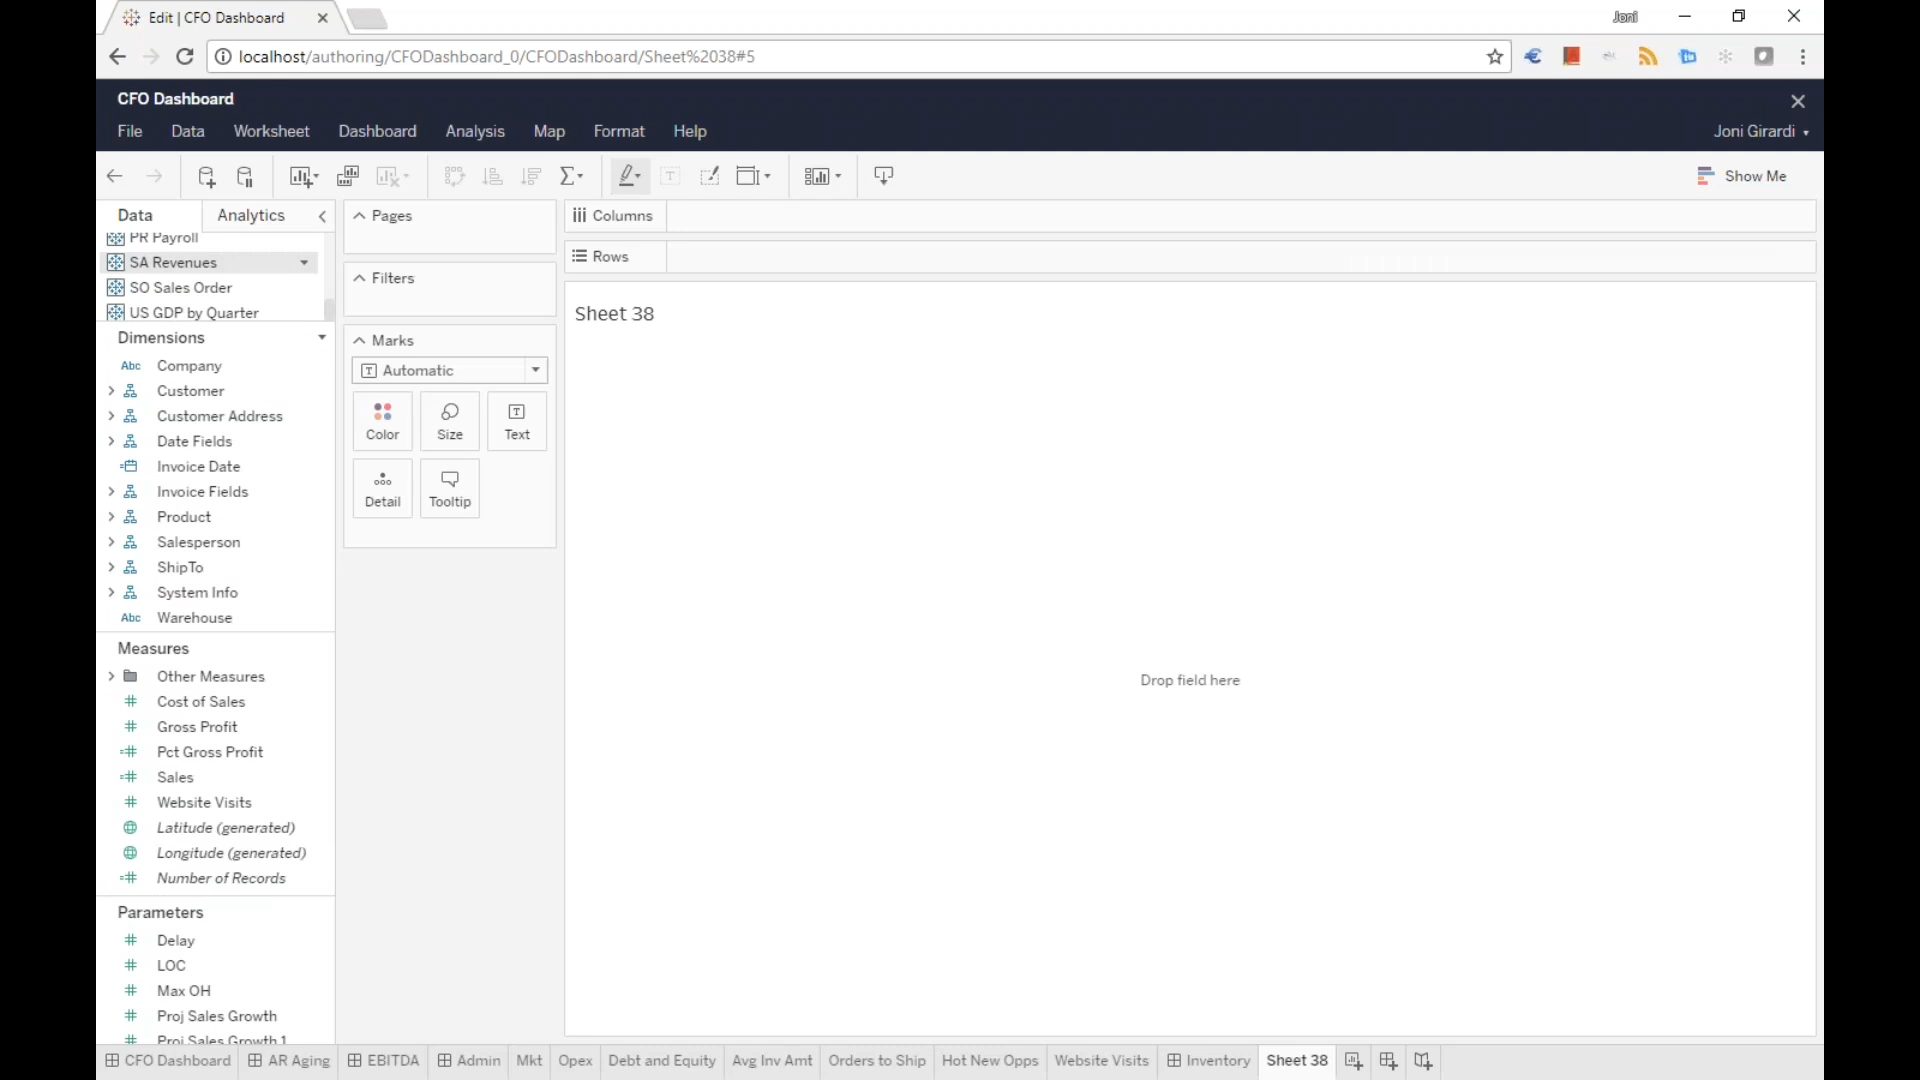 Edit | CFO Dashboard
Joni
localhost/authoring/CFODashboard_0/CFODashboard/Sheet%2038#5
CFO Dashboard
File Data Worksheet Dashboard Analysis Map Format Help
Joni Girardi
Show Me
Data Analytics
PR Payroll
SA Revenues
SO Sales Order
US GDP by Quarter
Dimensions
Abc Company
Customer
Customer Address
Date Fields
Invoice Date
Invoice Fields
Product
Salesperson
ShipTo
System Info
Abc Warehouse
Measures
Other Measures
Cost of Sales
Gross Profit
Pct Gross Profit
Sales
Website Visits
Latitude (generated)
Longitude (generated)
Number of Records
Parameters
Delay
LOC
Max OH
Proj Sales Growth
Proj Sales Growth 1
Pages
Filters
Marks
Automatic
Color Size Text
Detail Tooltip
Columns
Rows
Sheet 38
Drop field here
CFO Dashboard AR Aging EBITDA Admin Mkt Opex Debt and Equity Avg Inv Amt Orders to Ship Hot New Opps Website Visits Inventory Sheet 38